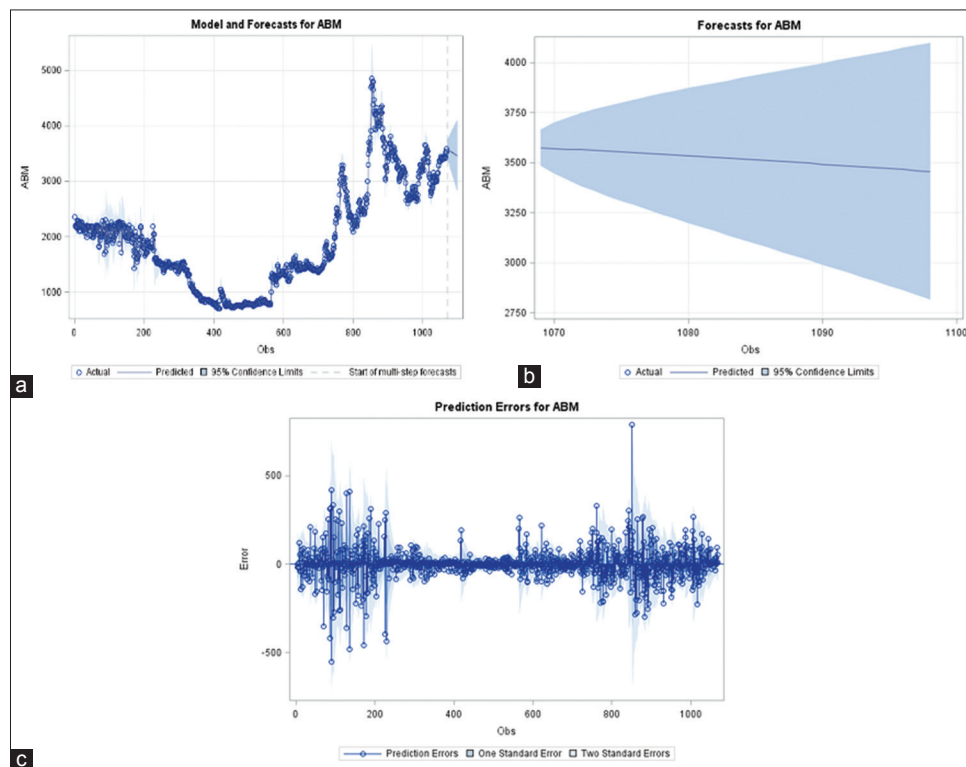 Model and Forecasts for ABM
5000
4000
3000
2000
1000
ABM
0 200 400 600 800 1000
Obs
Actual Predicted 95% Confidence Limits Start of multi-step forecasts
a
Forecasts for ABM
4000
3750
3500
3250
3000
2750
ABM
1070 1080 1090 1100
Obs
Actual Predicted 95% Confidence Limits
b
Prediction Errors for ABM
500
0
-500
Error
0 200 400 600 800 1000
Obs
Prediction Errors One Standard Error Two Standard Errors
c